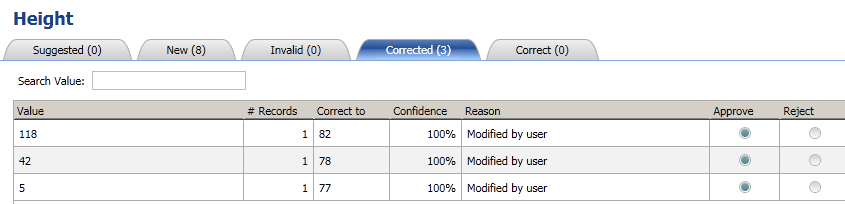 Height
Suggested (0) New (8) Invalid (0) Corrected (3) Correct (0)
Search Value:
Value # Records Correct to Confidence Reason Approve Reject
118 1 82 100% Modified by user
42 1 78 100% Modified by user
5 1 77 100% Modified by user